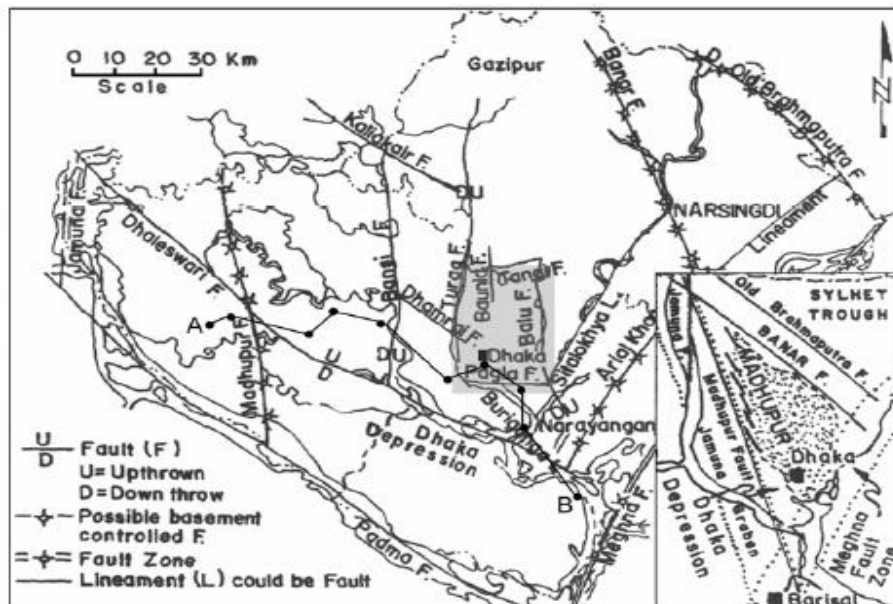 0 10 20 30 Km
Scale
Gazipur
Banar F.
D Old Brahmaputra F.
Z
Kaliakair F.
DU
Jamuna F.
Dhaleswari F.
Madhupur F.
Bansi F.
Turag F.
Baunia F.
Tongi F.
Balu F.
Dhamrai F.
NARSINGDI
Lineament
Sitalokhya L.
Arial Khan
A
U
D
DU
Dhaka
Pagla F.
DU
Narayangan
Dhaka
Depression
B
Padma F.
Meghna F.
U
D
Fault (F)
U= Upthrown
D= Down throw
Possible basement
controlled F.
Fault Zone
Lineament (L) could be Fault
SYLHET
TROUGH
Old Brahmaputra F.
BANAR F.
Jamuna F.
MADHUPUR
Madhupur Fault
Jamuna
Graben
Dhaka
Dhaka
Depression
Meghna
Fault
Zone
Barisal